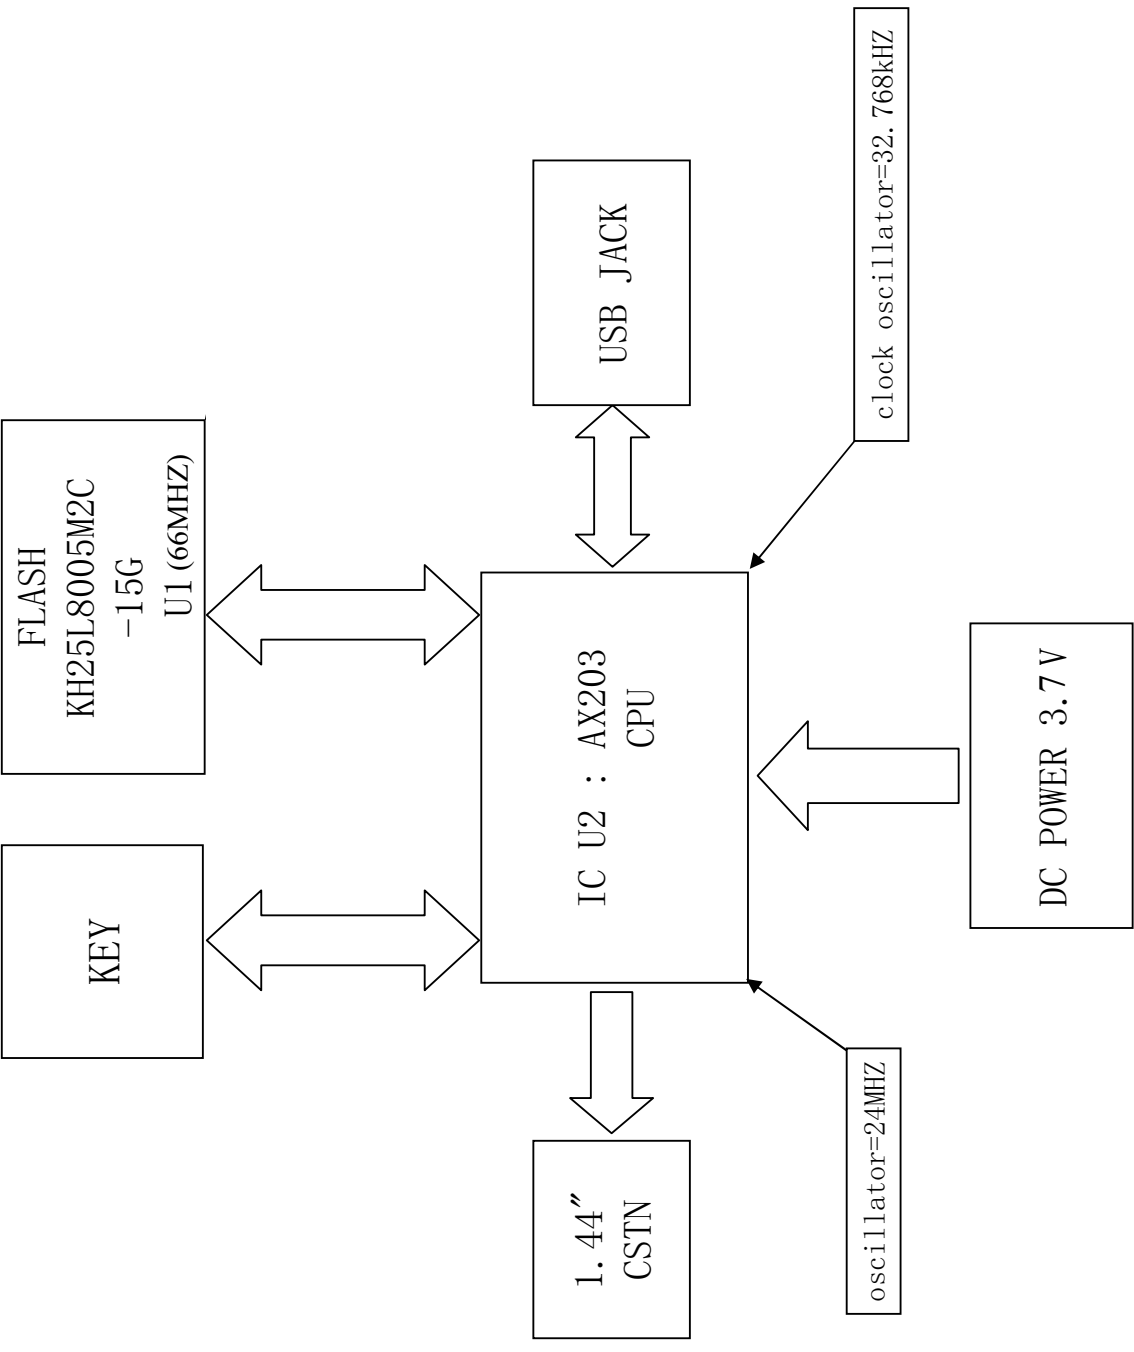 KEY
FLASH
KH25L8005M2C
-15G
U1(66MHZ)
1.44″
CSTN
IC U2 : AX203
CPU
USB JACK
oscillator=24MHZ
clock oscillator=32.768kHZ
DC POWER 3.7V